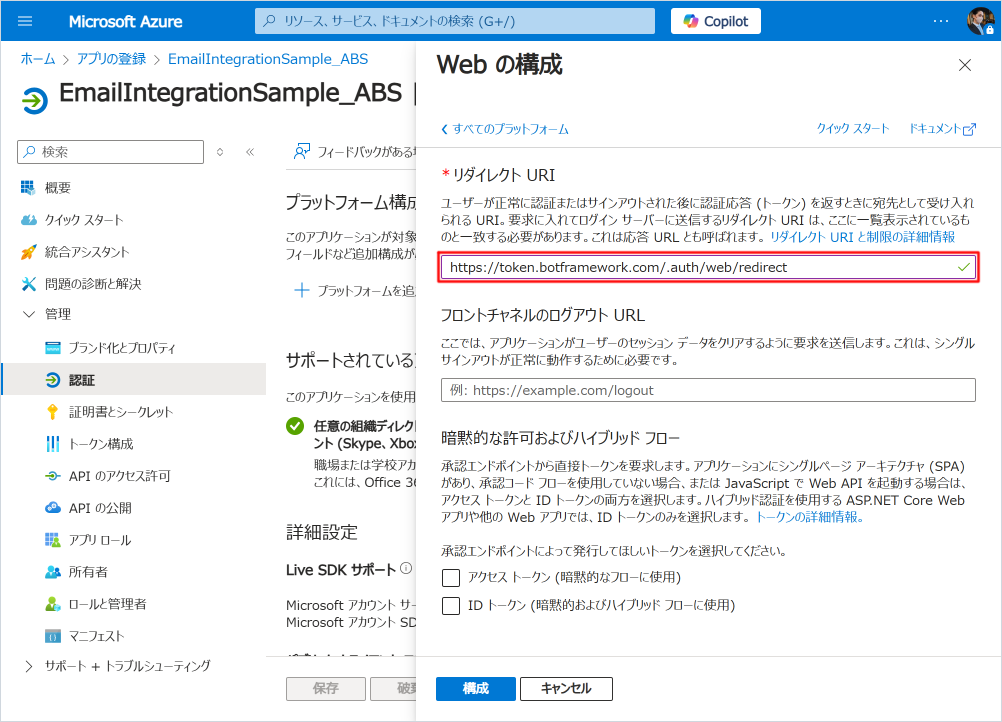 Microsoft Azure
リソース、サービス、ドキュメントの検索 (G+/)
Copilot
ホーム > アプリの登録 > EmailIntegrationSample_ABS
EmailIntegrationSample_ABS |
検索
概要
クイック スタート
統合アシスタント
問題の診断と解決
管理
ブランド化とプロパティ
認証
証明書とシークレット
トークン構成
API のアクセス許可
API の公開
アプリ ロール
所有者
ロールと管理者
マニフェスト
サポート + トラブルシューティング
フィードバックがある
プラットフォーム構成
このアプリケーションが対象
フィールドなど追加構成が
プラットフォームを追
サポートされている
このアプリケーションを使用
任意の組織ディレク
ント (Skype、Xbo
職場または学校アカ
これには、Office 36
詳細設定
Live SDK サポート
Microsoft アカウント サー
Microsoft アカウント SD
保存
破棄
Web の構成
すべてのプラットフォーム
クイック スタート
ドキュメント
* リダイレクト URI
ユーザーが正常に認証またはサインアウトされた後に認証応答 (トークン) を返すときに宛先として受け入れ
られる URI。要求に入れてログイン サーバーに送信するリダイレクト URI は、ここに一覧表示されているも
のと一致する必要があります。これは応答 URL とも呼ばれます。リダイレクト URI と制限の詳細情報
https://token.botframework.com/.auth/web/redirect
フロントチャネルのログアウト URL
ここでは、アプリケーションがユーザーのセッション データをクリアするように要求を送信します。これは、シングル
サインアウトが正常に動作するために必要です。
例: https://example.com/logout
暗黙的な許可およびハイブリッド フロー
承認エンドポイントから直接トークンを要求します。アプリケーションにシングルページ アーキテクチャ (SPA)
があり、承認コード フローを使用していない場合、または JavaScript で Web API を起動する場合は、
アクセス トークンと ID トークンの両方を選択します。ハイブリッド認証を使用する ASP.NET Core Web
アプリや他の Web アプリでは、ID トークンのみを選択します。トークンの詳細情報。
承認エンドポイントによって発行してほしいトークンを選択してください。
アクセス トークン (暗黙的なフローに使用)
ID トークン (暗黙的およびハイブリッド フローに使用)
構成
キャンセル